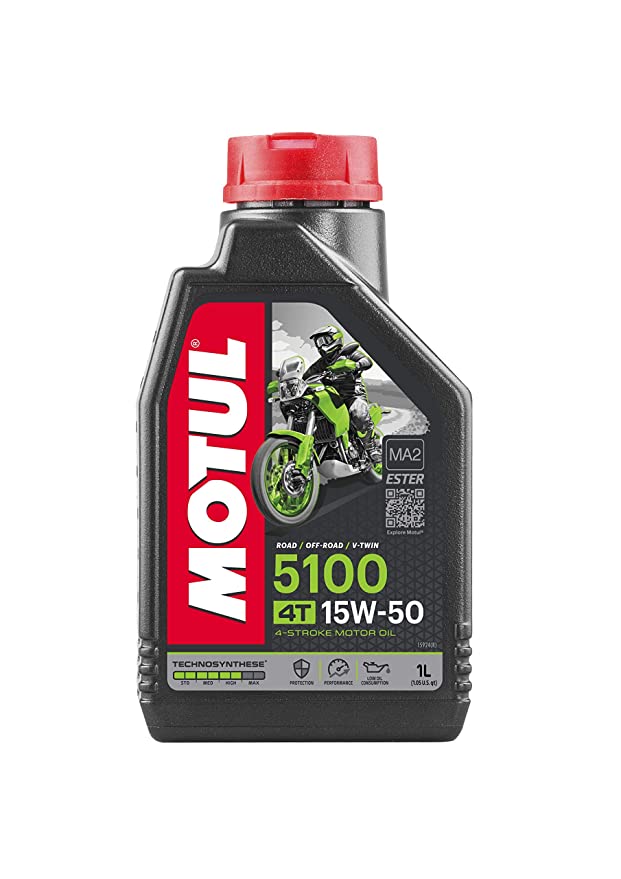 MOTUL®
MA2
ESTER
Explore Motul®
ROAD / OFF-ROAD / V-TWIN
5100
4T 15W-50
4-STROKE MOTOR OIL
TECHNOSYNTHESE®
STD MED HIGH MAX
PROTECTION
PERFORMANCE
LOW OIL
CONSUMPTION
1L
(1.05 U.S. qt)